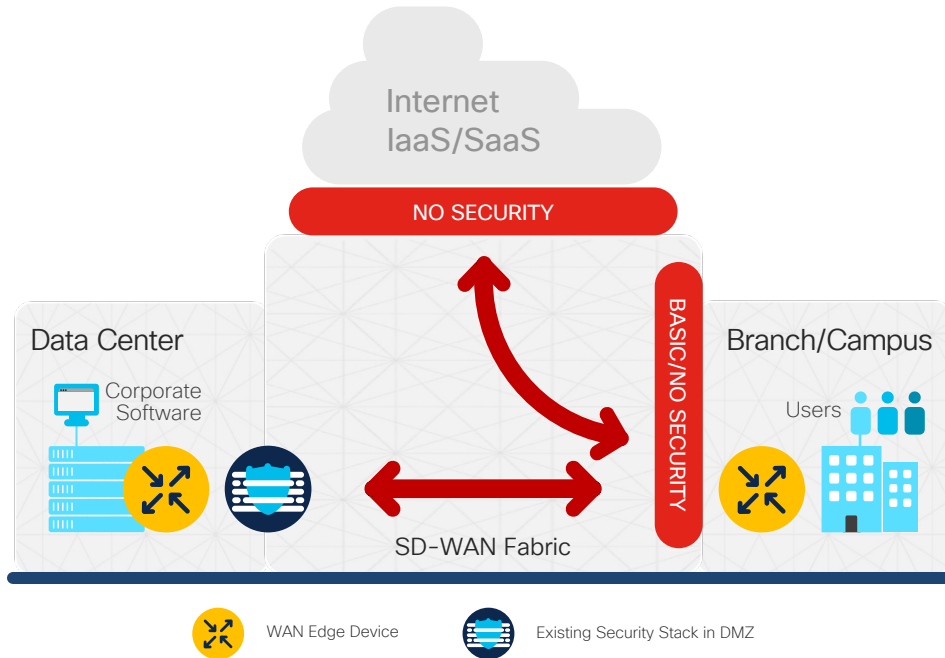 Internet
IaaS/SaaS
NO SECURITY
Data Center
Corporate
Software
BASIC/NO SECURITY
Branch/Campus
Users
SD-WAN Fabric
WAN Edge Device
Existing Security Stack in DMZ